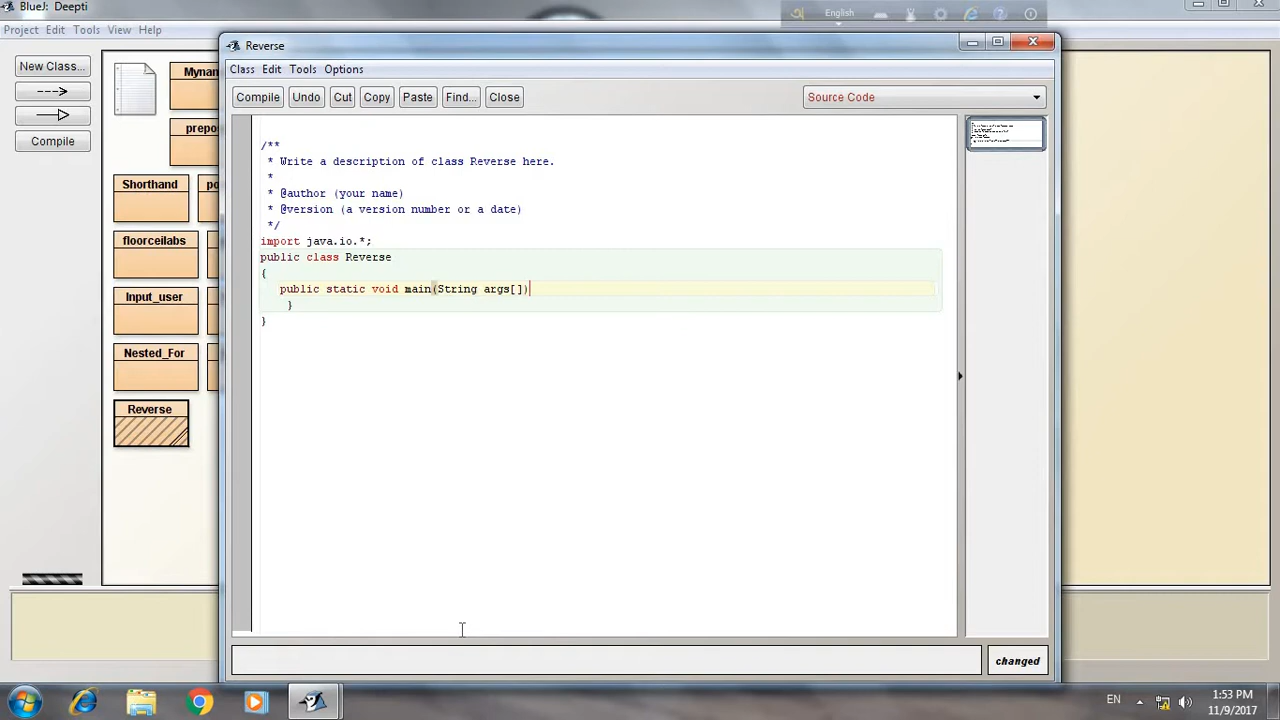 BlueJ: Deepti
English
Project Edit Tools View Help
New Class...
Compile
Mynan
prepos
Shorthand
po
floorceilabs
Input_user
Nested_For
Reverse
Reverse
Class Edit Tools Options
Compile Undo Cut Copy Paste Find... Close
Source Code
/**
* Write a description of class Reverse here.
*
* @author (your name)
* @version (a version number or a date)
*/
import java.io.*;
public class Reverse
{
public static void main(String args[])
}
}
changed
EN
1:53 PM
11/9/2017